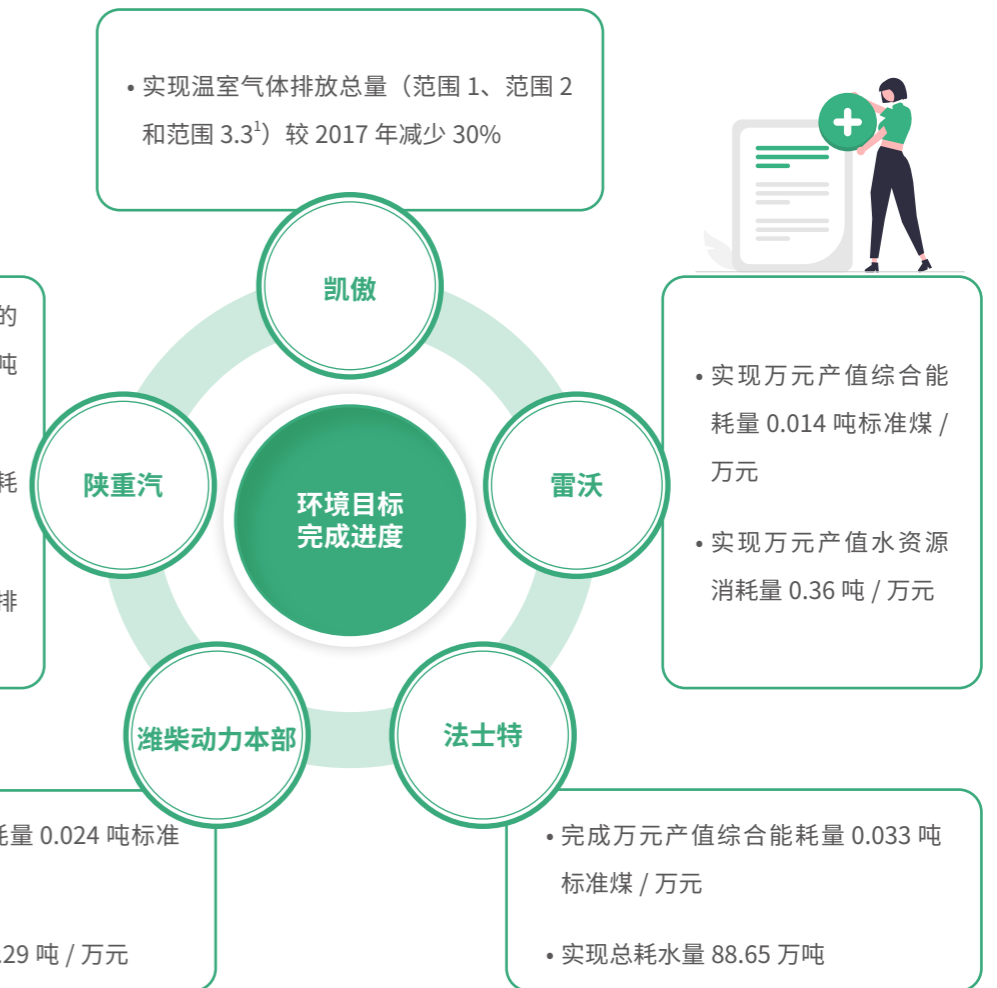 • 实现温室气体排放总量（范围 1、范围 2
和范围 3.3¹）较 2017 年减少 30%
凯傲
的
吨
耗
排
陕重汽
环境目标
完成进度
雷沃
• 实现万元产值综合能
耗量 0.014 吨标准煤 /
万元
• 实现万元产值水资源
消耗量 0.36 吨 / 万元
潍柴动力本部
法士特
耗量 0.024 吨标准
.29 吨 / 万元
• 完成万元产值综合能耗量 0.033 吨
标准煤 / 万元
• 实现总耗水量 88.65 万吨